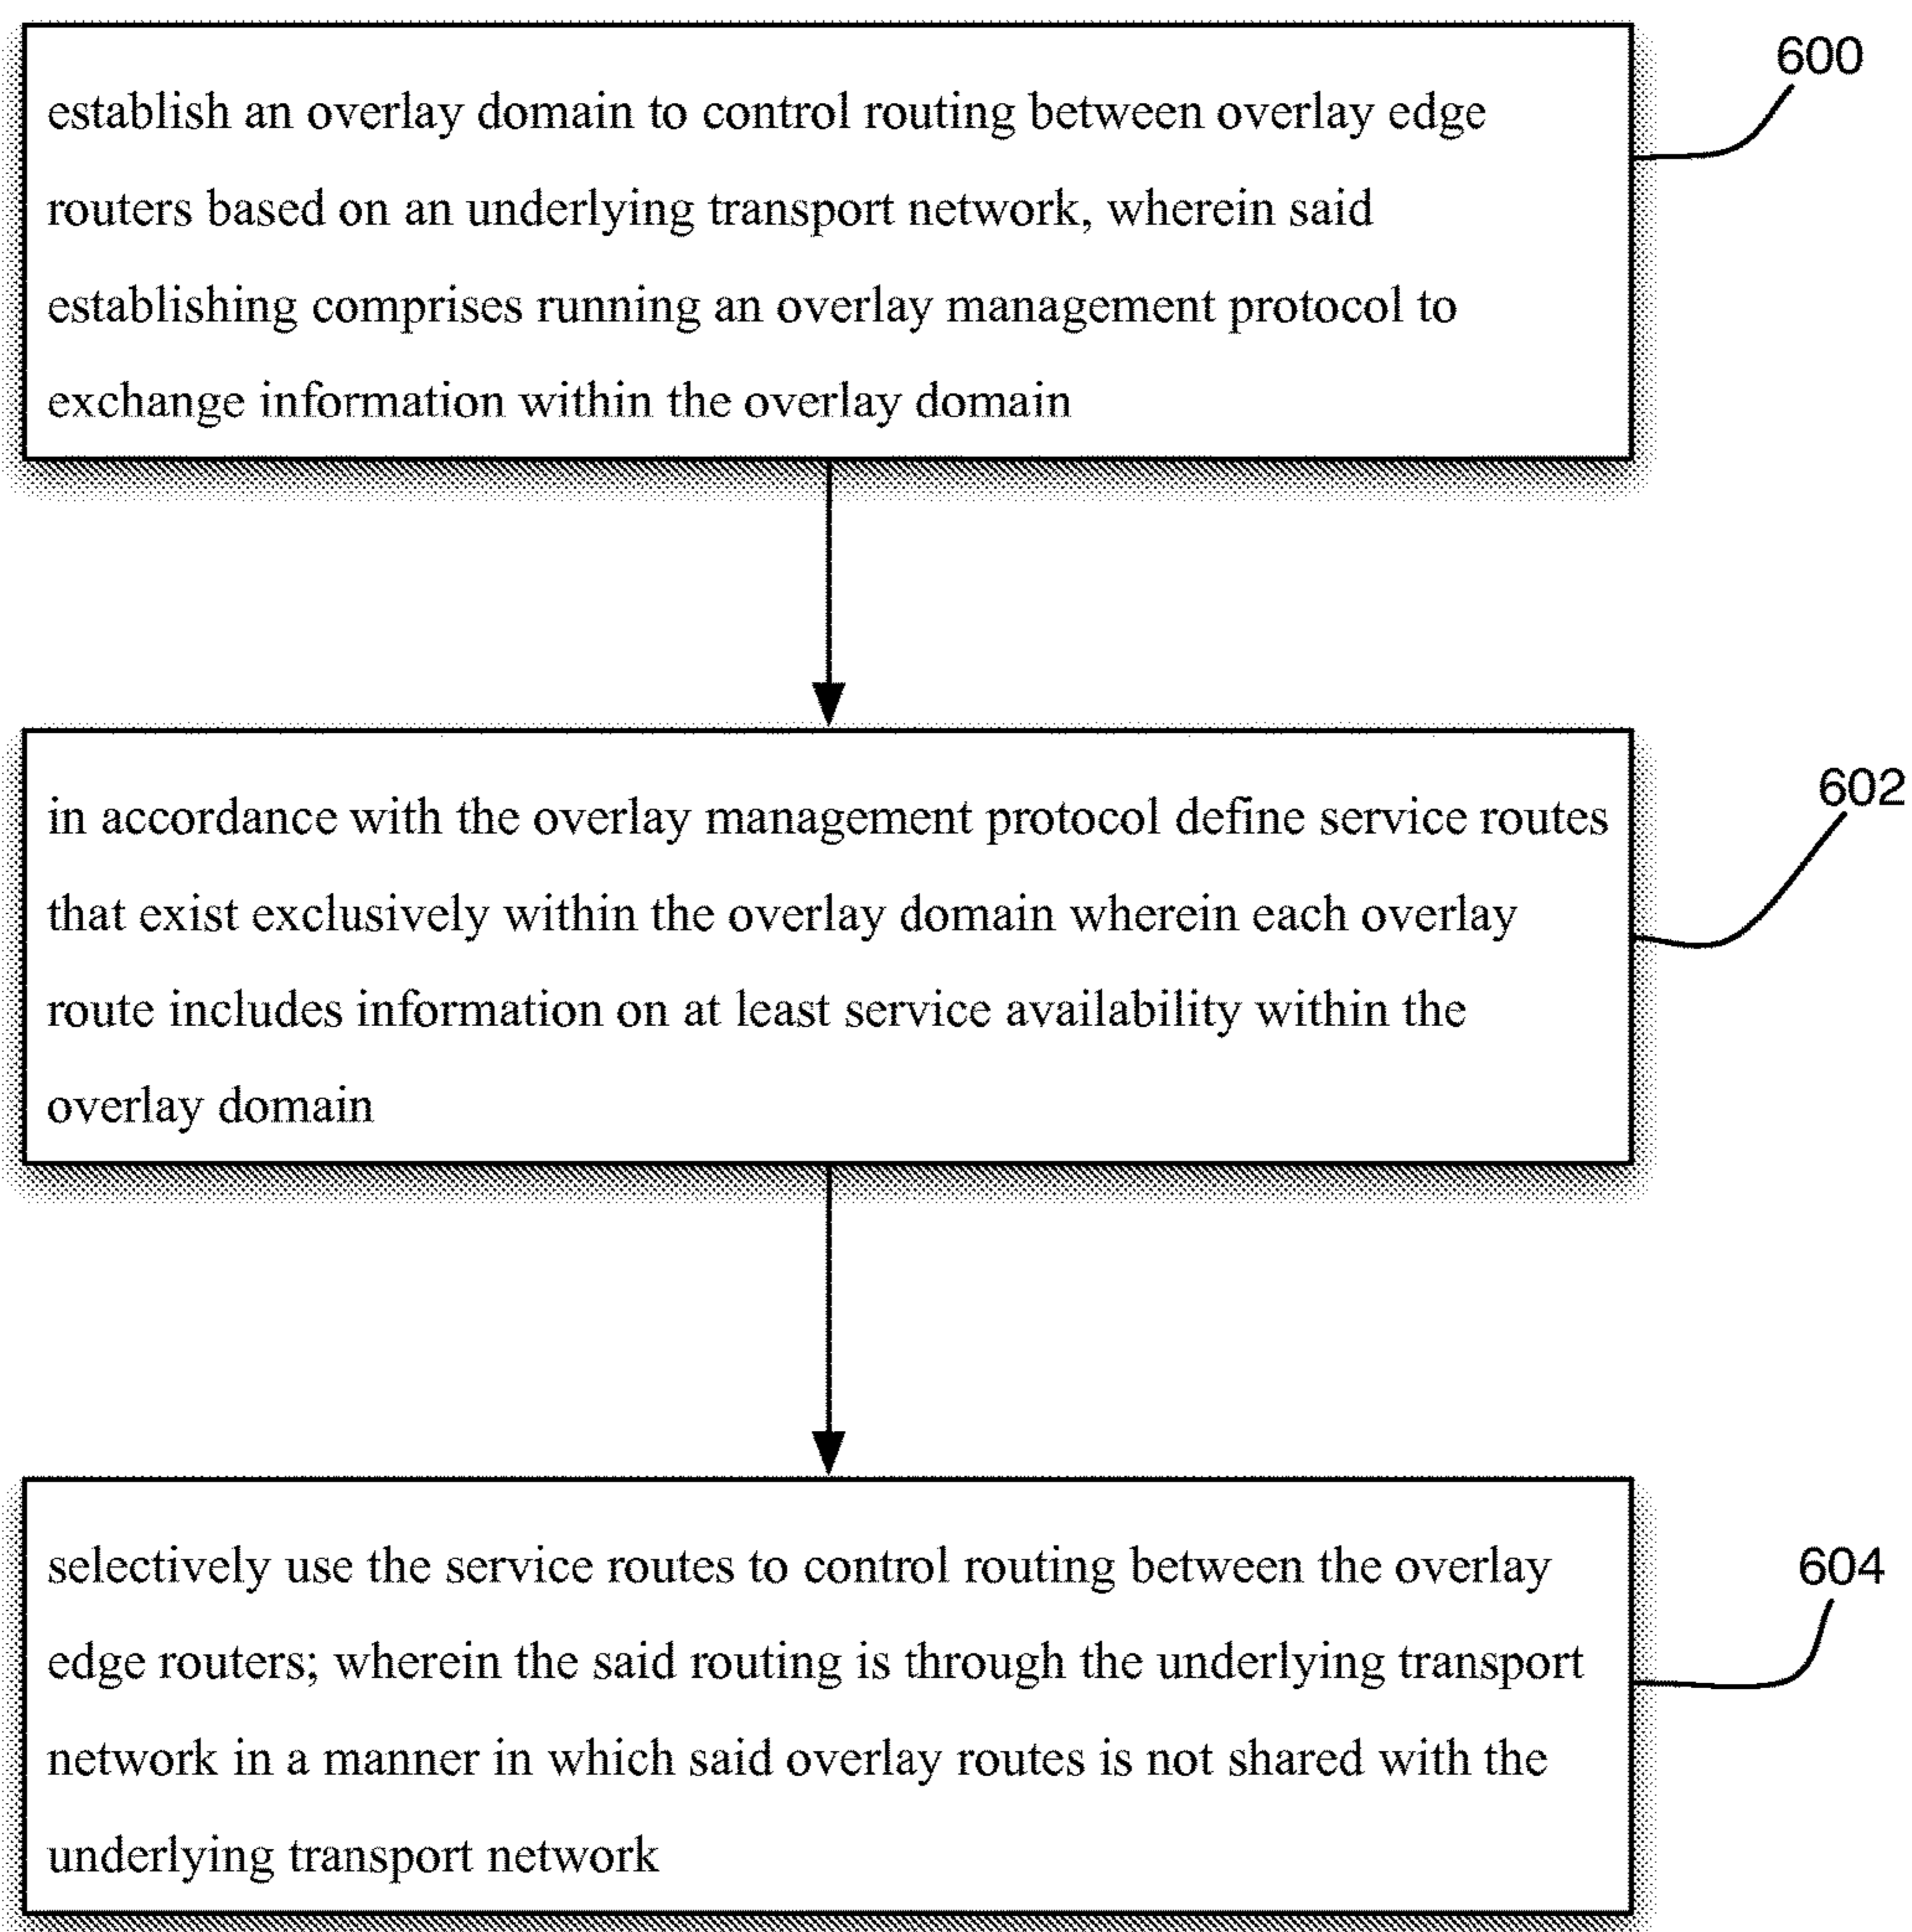 600
establish an overlay domain to control routing between overlay edge
routers based on an underlying transport network, wherein said
establishing comprises running an overlay management protocol to
exchange information within the overlay domain
602
in accordance with the overlay management protocol define service routes
that exist exclusively within the overlay domain wherein each overlay
route includes information on at least service availability within the
overlay domain
604
selectively use the service routes to control routing between the overlay
edge routers; wherein the said routing is through the underlying transport
network in a manner in which said overlay routes is not shared with the
underlying transport network